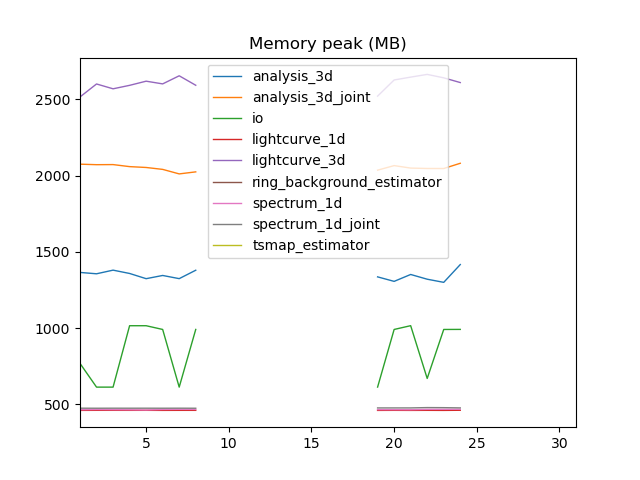 Memory peak (MB)
analysis_3d
analysis_3d_joint
io
lightcurve_1d
lightcurve_3d
ring_background_estimator
spectrum_1d
spectrum_1d_joint
tsmap_estimator
2500
2000
1500
1000
500
5 10 15 20 25 30